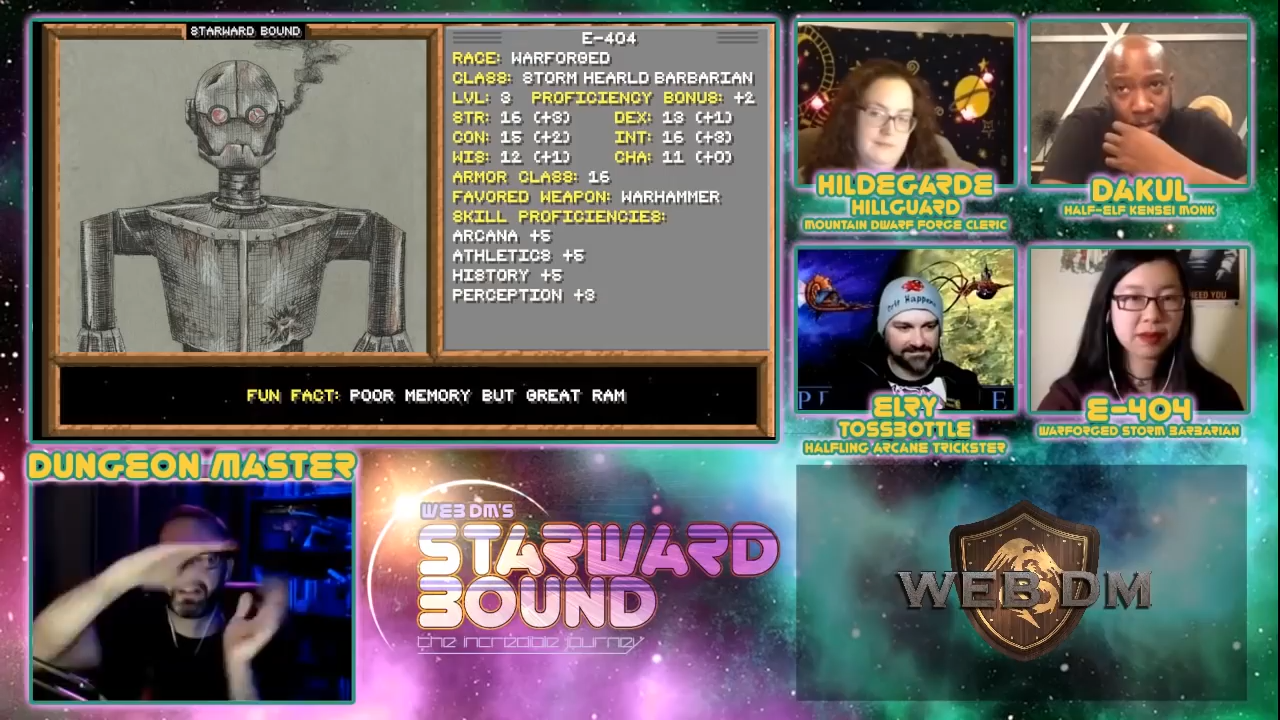 STARWARD BOUND
E-404
RACE: WARFORGED
CLASS: STORM HEARLD BARBARIAN
LVL: 3 PROFICIENCY BONUS: +2
STR: 16 (+3) DEX: 13 (+1)
CON: 15 (+2) INT: 16 (+3)
WIS: 12 (+1) CHA: 11 (+0)
ARMOR CLASS: 16
FAVORED WEAPON: WARHAMMER
SKILL PROFICIENCIES:
ARCANA +5
ATHLETICS +5
HISTORY +5
PERCEPTION +3
FUN FACT: POOR MEMORY BUT GREAT RAM
HILDEGARDE
HILLGUARD
MOUNTAIN DWARF FORGE CLERIC
DAKUL
HALF-ELF KENSEI MONK
Crit Happens
ELRY
TOSSBOTTLE
HALFLING ARCANE TRICKSTER
NEED YOU
E-404
WARFORGED STORM BARBARIAN
DUNGEON MASTER
WEB DM'S
STARWARD
BOUND
the incredible journey
WEB DM